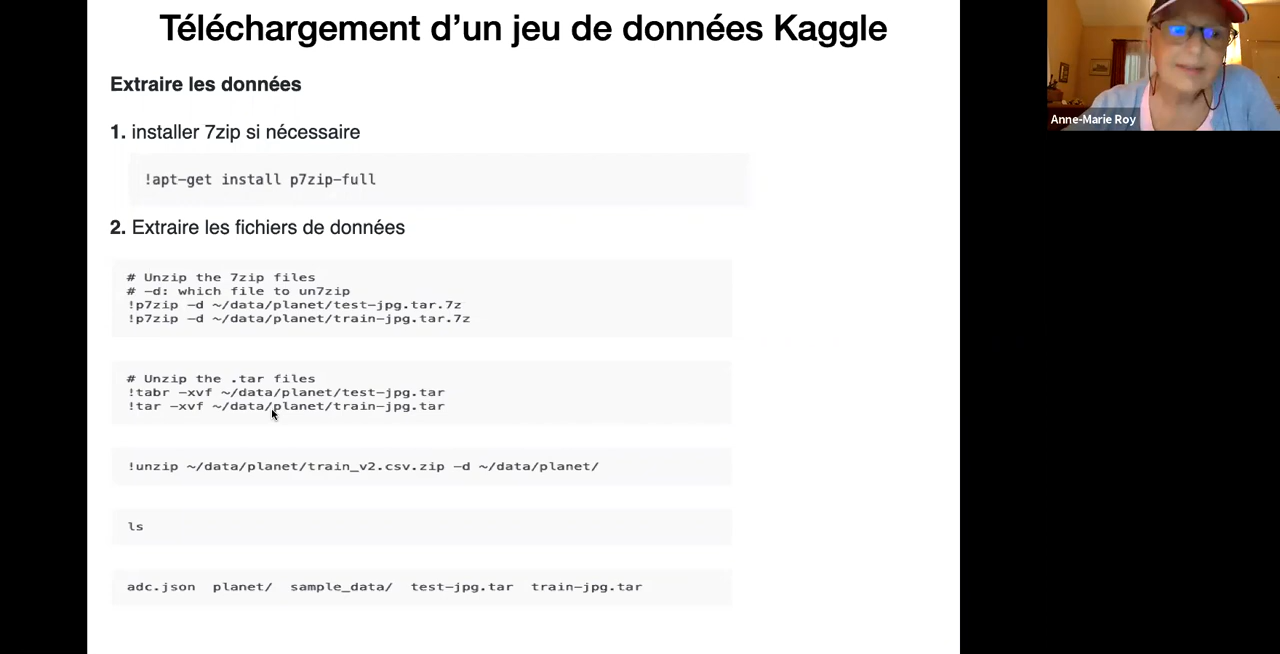 Téléchargement d’un jeu de données Kaggle
Anne-Marie Roy
Extraire les données
1. installer 7zip si nécessaire
!apt-get install p7zip-full
2. Extraire les fichiers de données
# Unzip the 7zip files
# -d: which file to un7zip
!p7zip -d ~/data/planet/test-jpg.tar.7z
!p7zip -d ~/data/planet/train-jpg.tar.7z
# Unzip the .tar files
!tabr -xvf ~/data/planet/test-jpg.tar
!tar -xvf ~/data/planet/train-jpg.tar
!unzip ~/data/planet/train_v2.csv.zip -d ~/data/planet/
ls
adc.json planet/ sample_data/ test-jpg.tar train-jpg.tar